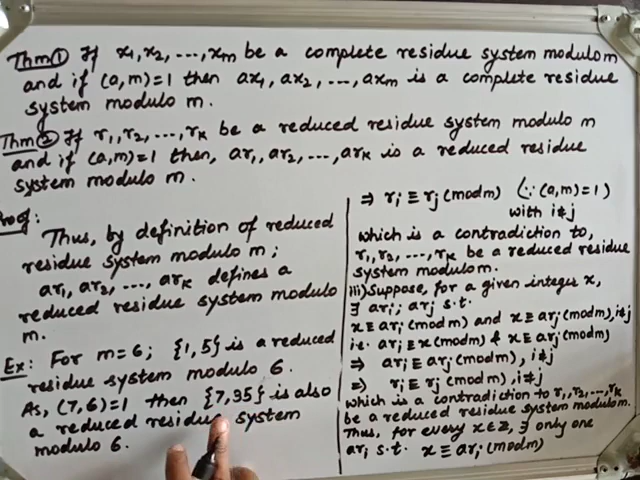 Thm① If x₁,x₂,...,xm be a complete residue system modulo m
and if (a,m)=1 then ax₁, ax₂, ..., axm is a complete residue
system modulo m.
Thm② If r₁,r₂,...,rk be a reduced residue system modulo m
and if (a,m)=1 then, ar₁,ar₂,...,ark is a reduced residue
system modulo m.
Proof:
Thus, by definition of reduced
residue system modulo m;
ar₁, ar₂, ..., ark defines a
reduced residue system modulo
m.
Ex: For m=6; {1,5} is a reduced
residue system modulo 6.
As, (7,6)=1 then {7,35} is also
a reduced residue system
modulo 6.
⇒ ri ≡ rj (mod m) (∵ (a,m)=1)
with i≠j
which is a contradiction to,
r₁,r₂,...,rk be a reduced residue
system modulo m.
iii) Suppose, for a given integer x,
∃ ari, arj s.t.
x ≡ ari (mod m) and x ≡ arj (mod m), i≠j
i.e. ari ≡ x (mod m) & x ≡ arj (mod m)
⇒ ari ≡ arj (mod m), i≠j
⇒ ri ≡ rj (mod m), i≠j
which is a contradiction to r₁,r₂,...,rk
be a reduced residue system modulo m.
Thus, for every x∈Z, ∃ only one
ari s.t. x ≡ ari (mod m)